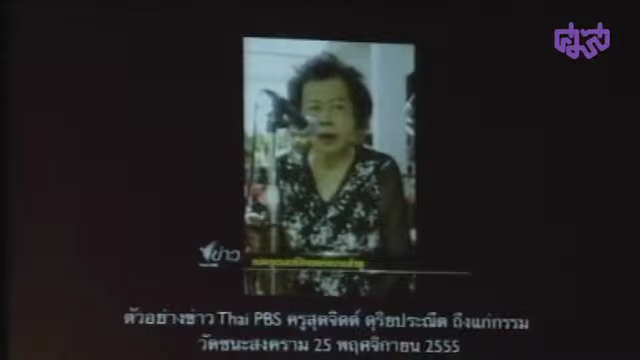 ข่าว
ตัวอย่างข่าว Thai PBS ครูสุดจิตต์ ดุริยประณีต ถึงแก่กรรม
วัดชนะสงคราม 25 พฤศจิกายน 2555